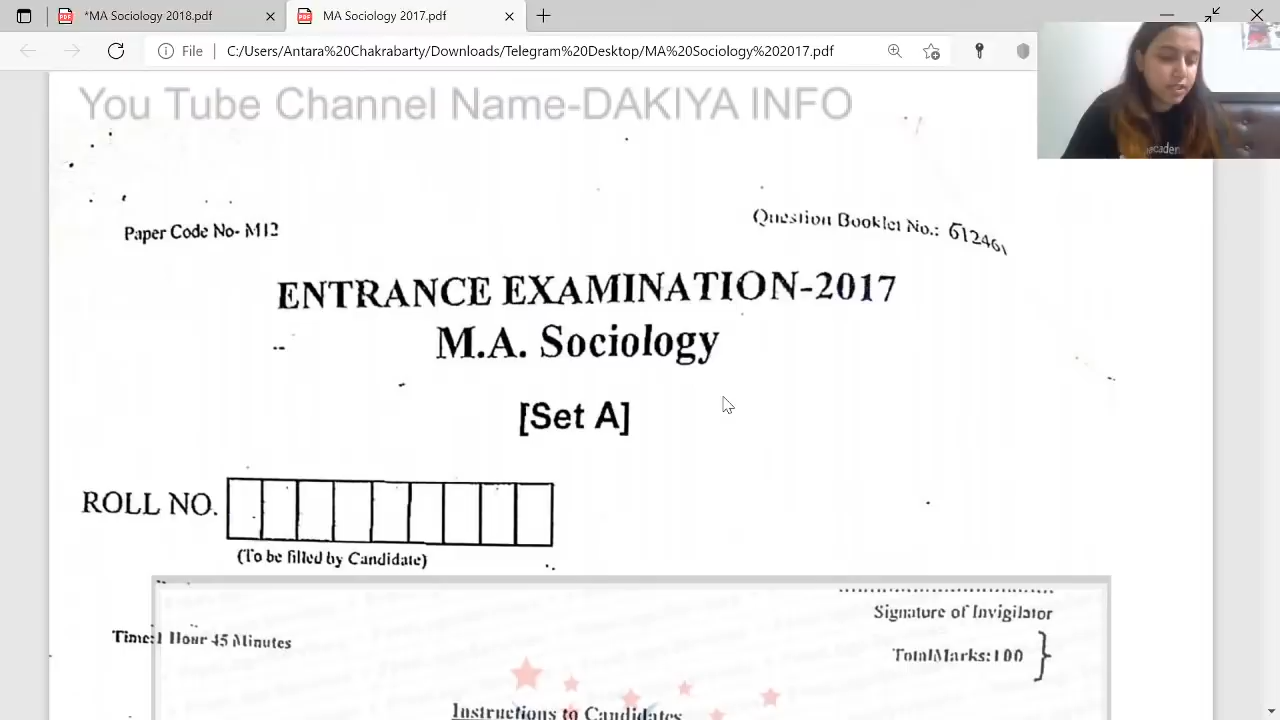 *MA Sociology 2018.pdf
MA Sociology 2017.pdf
File
C:/Users/Antara%20Chakrabarty/Downloads/Telegram%20Desktop/MA%20Sociology%202017.pdf
You Tube Channel Name-DAKIYA INFO
Paper Code No- M12
Question Booklet No.: 612461
ENTRANCE EXAMINATION-2017
M.A. Sociology
[Set A]
ROLL NO.
(To be filled by Candidate)
Signature of Invigilator
Time:1 Hour 45 Minutes
TotalMarks:100
Instructions to Candidates